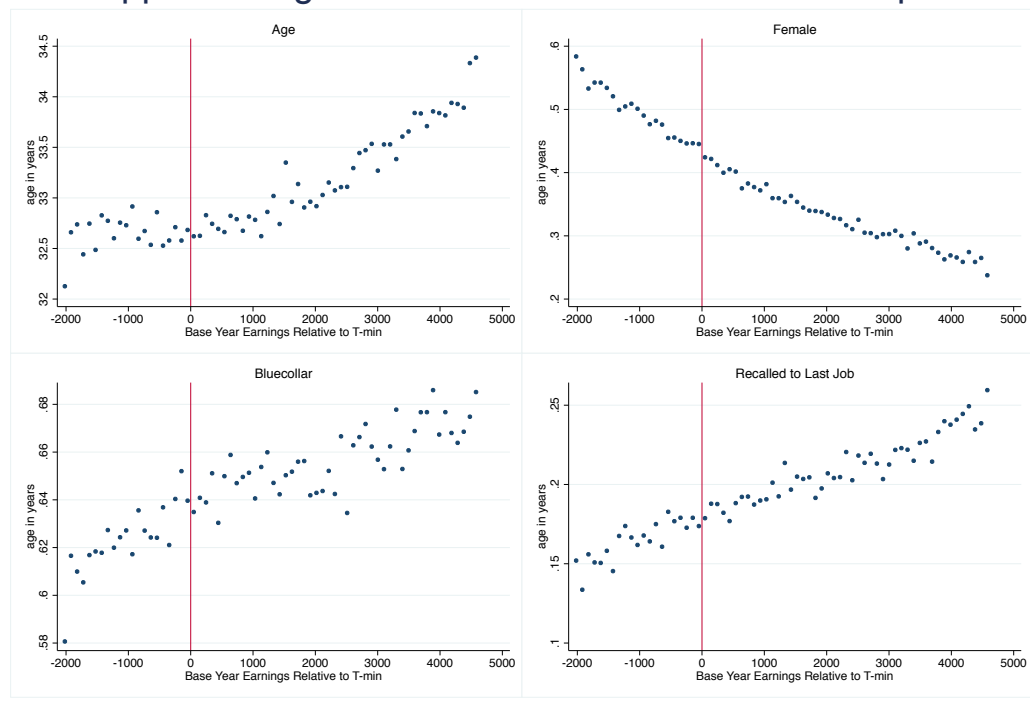 Age
age in years
34.5
34
33.5
33
32.5
32
-2000 -1000 0 1000 2000 3000 4000 5000
Base Year Earnings Relative to T-min
Female
age in years
.6
.5
.4
.3
.2
-2000 -1000 0 1000 2000 3000 4000 5000
Base Year Earnings Relative to T-min
Bluecollar
age in years
.68
.66
.64
.62
.6
.58
-2000 -1000 0 1000 2000 3000 4000 5000
Base Year Earnings Relative to T-min
Recalled to Last Job
age in years
.25
.2
.15
.1
-2000 -1000 0 1000 2000 3000 4000 5000
Base Year Earnings Relative to T-min